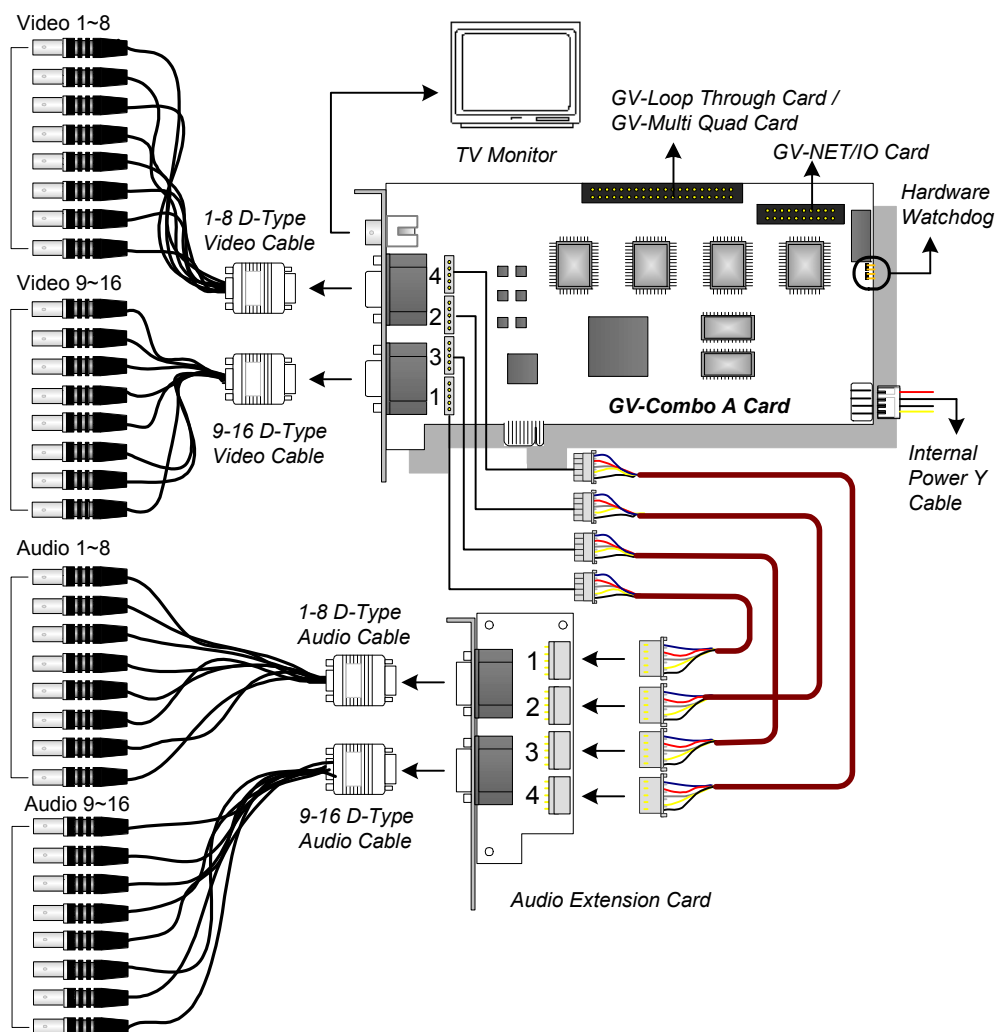 Video 1~8
TV Monitor
GV-Loop Through Card /
GV-Multi Quad Card
GV-NET/IO Card
Hardware
Watchdog
1-8 D-Type
Video Cable
Video 9~16
9-16 D-Type
Video Cable
4
2
3
1
GV-Combo A Card
Internal
Power Y
Cable
Audio 1~8
1-8 D-Type
Audio Cable
1
2
3
4
Audio 9~16
9-16 D-Type
Audio Cable
Audio Extension Card